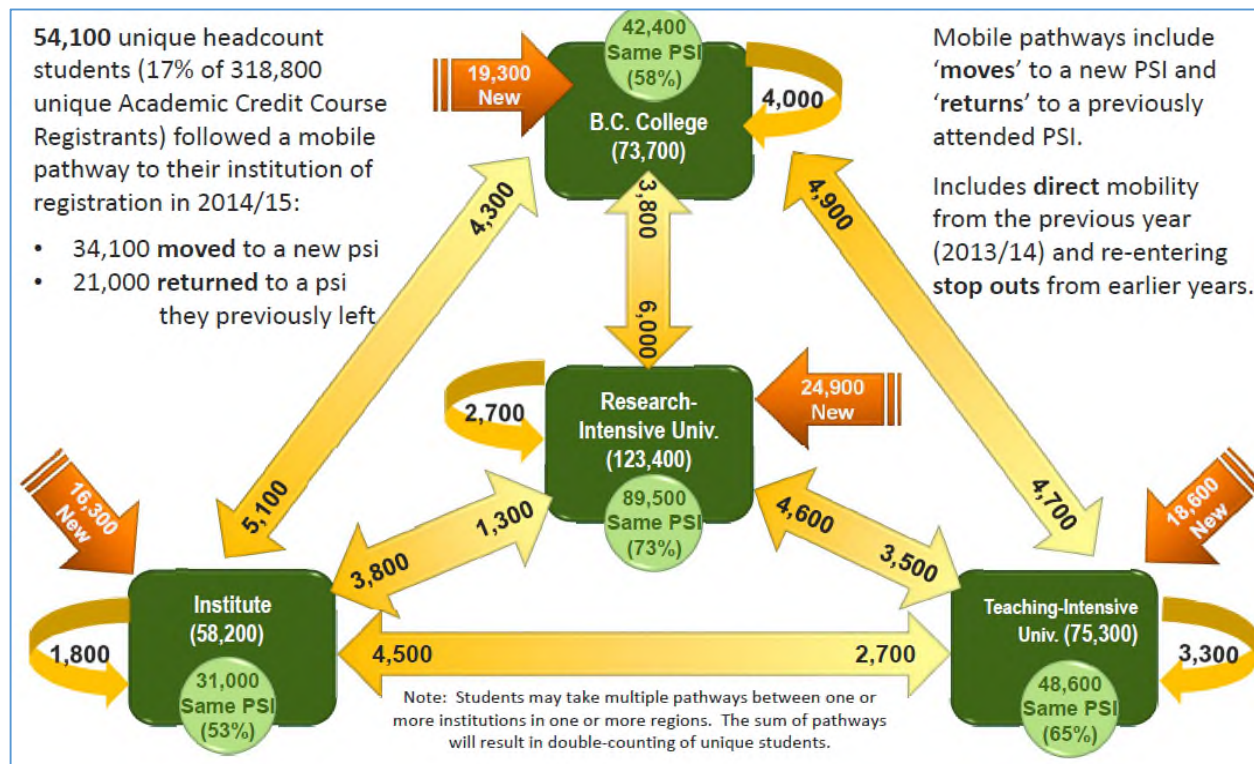 54,100 unique headcount
students (17% of 318,800
unique Academic Credit Course
Registrants) followed a mobile
pathway to their institution of
registration in 2014/15:
• 34,100 moved to a new psi
• 21,000 returned to a psi
they previously left
42,400
Same PSI
(58%)
B.C. College
(73,700)
19,300
New
4,000
Mobile pathways include
‘moves’ to a new PSI and
‘returns’ to a previously
attended PSI.
Includes direct mobility
from the previous year
(2013/14) and re-entering
stop outs from earlier years.
4,300
3,800
4,900
6,000
5,100
4,700
2,700
Research-
Intensive Univ.
(123,400)
89,500
Same PSI
(73%)
24,900
New
16,300
New
18,600
New
1,300
3,800
4,600
3,500
Institute
(58,200)
31,000
Same PSI
(53%)
1,800
4,500
2,700
Teaching-Intensive
Univ. (75,300)
48,600
Same PSI
(65%)
3,300
Note: Students may take multiple pathways between one or
more institutions in one or more regions. The sum of pathways
will result in double-counting of unique students.